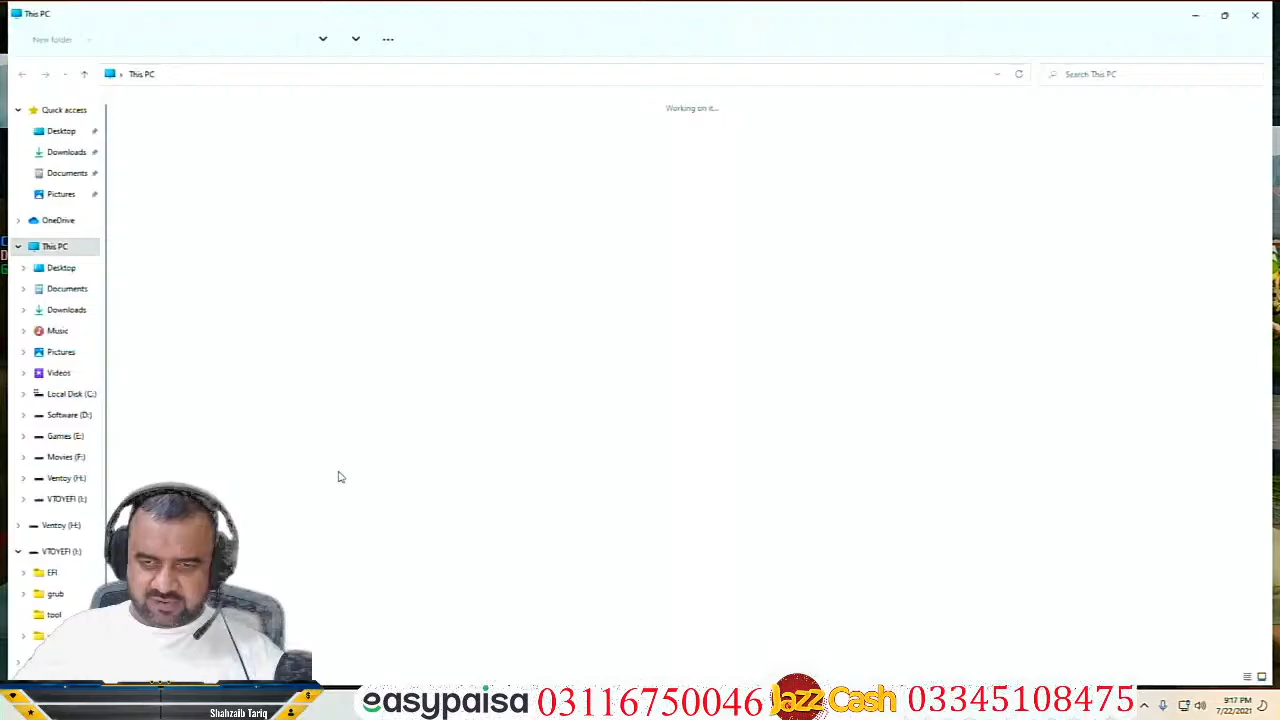 This PC
New folder
This PC
Search This PC
Working on it...
Quick access
Desktop
Downloads
Documents
Pictures
OneDrive
This PC
Desktop
Documents
Downloads
Music
Pictures
Videos
Local Disk (C:)
Software (D:)
Games (E:)
Movies (F:)
Ventoy (H:)
VTOYEFI (I:)
Ventoy (H:)
VTOYEFI (I:)
EFI
grub
tool
Shahzaib Tariq
easypaisa 03116750046 JazzCash 03345108475
9:17 PM
7/22/2021